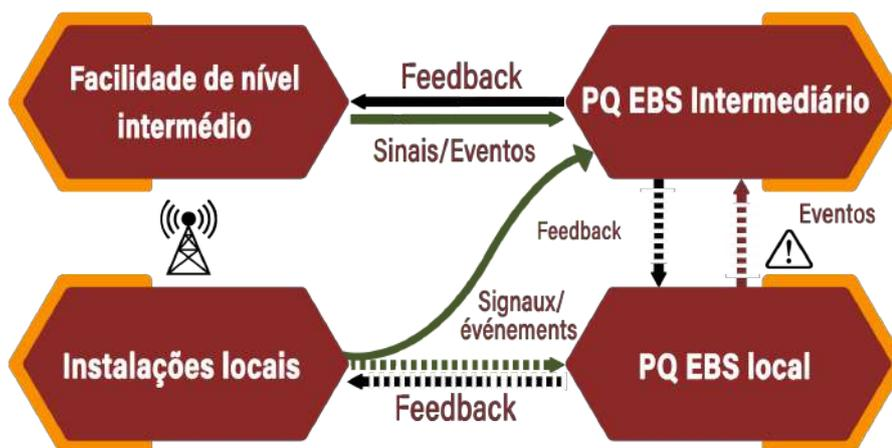 Facilidade de nível
intermédio
Feedback
Sinais/Eventos
PQ EBS Intermediário
Feedback
Eventos
Signaux/
événements
Instalações locais
PQ EBS local
Feedback